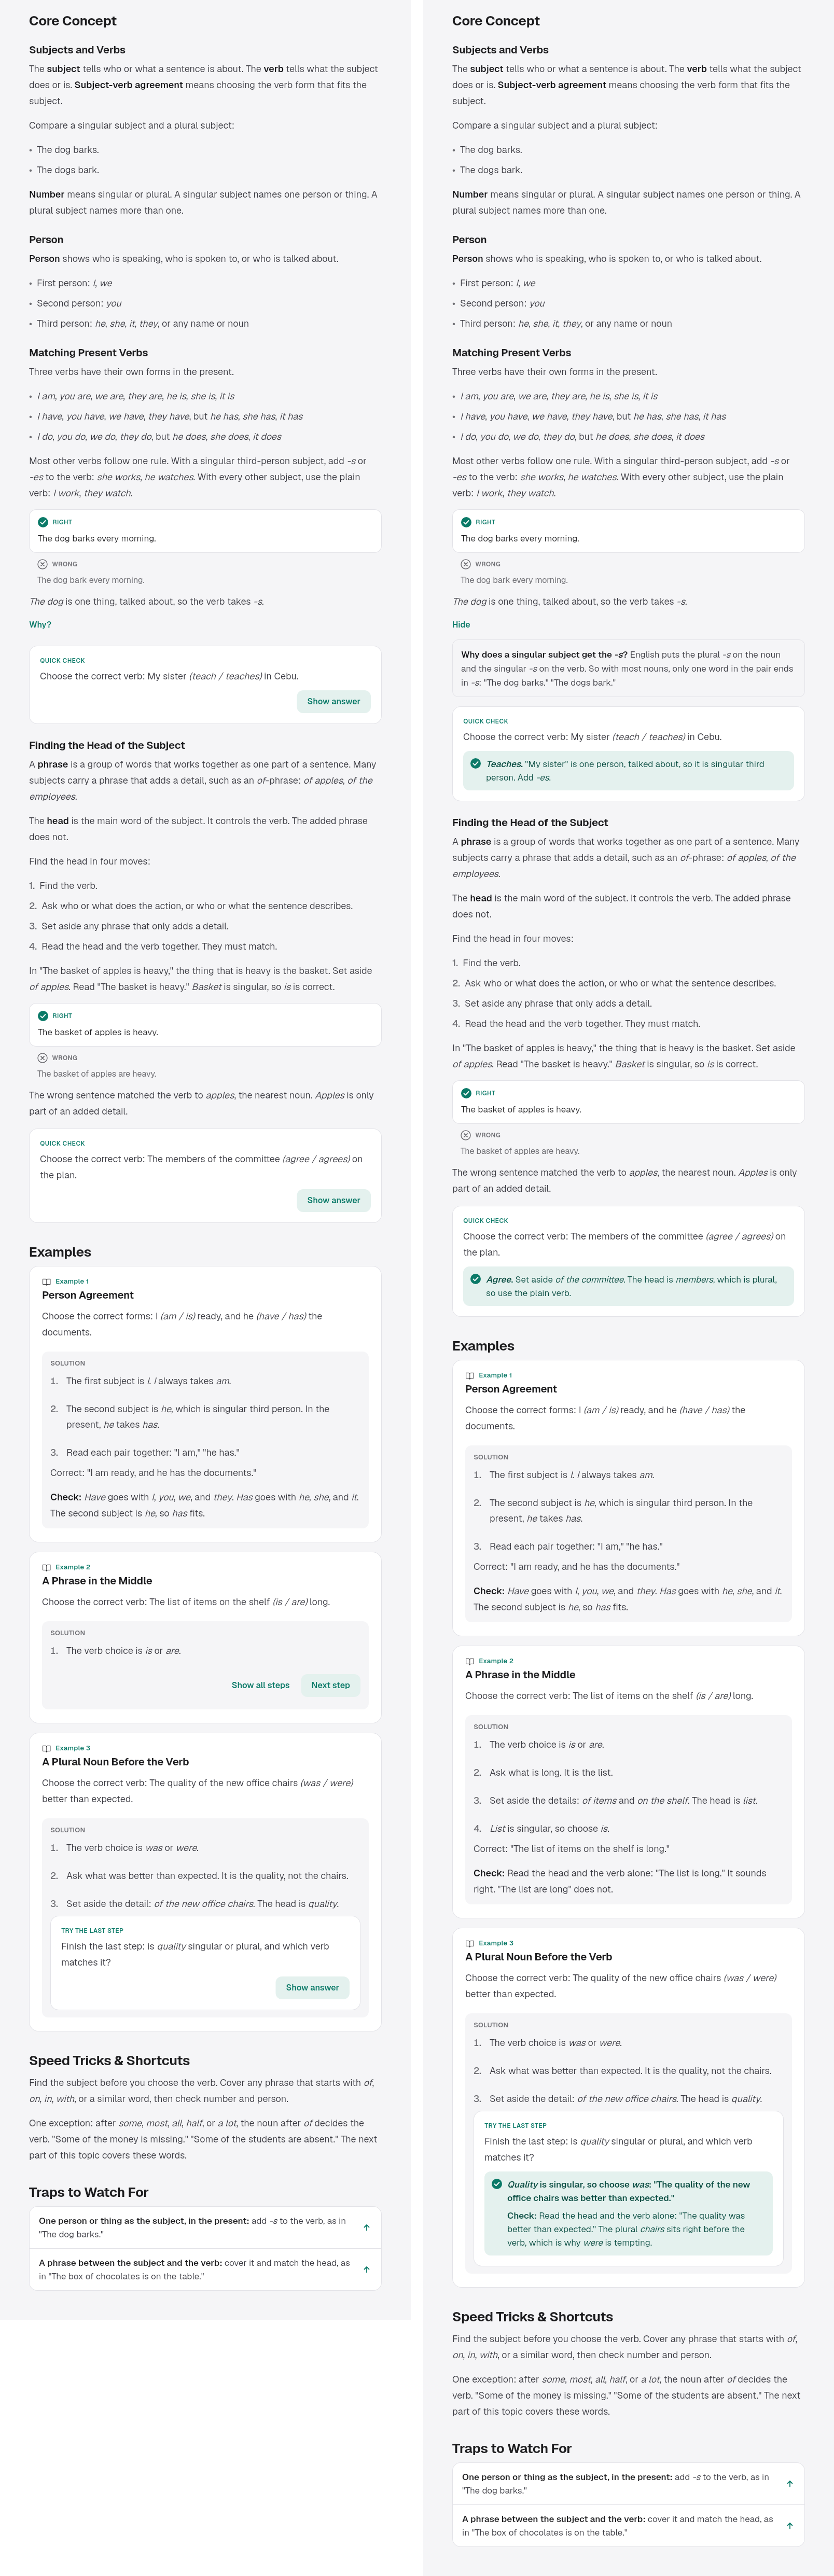 Core Concept
Subjects and Verbs
The subject tells who or what a sentence is about. The verb tells what the subject
does or is. Subject-verb agreement means choosing the verb form that fits the
subject.
Compare a singular subject and a plural subject:
• The dog barks.
• The dogs bark.
Number means singular or plural. A singular subject names one person or thing. A
plural subject names more than one.
Person
Person shows who is speaking, who is spoken to, or who is talked about.
• First person: I, we
• Second person: you
• Third person: he, she, it, they, or any name or noun
Matching Present Verbs
Three verbs have their own forms in the present.
• I am, you are, we are, they are, he is, she is, it is
• I have, you have, we have, they have, but he has, she has, it has
• I do, you do, we do, they do, but he does, she does, it does
Most other verbs follow one rule. With a singular third-person subject, add -s or
-es to the verb: she works, he watches. With every other subject, use the plain
verb: I work, they watch.
RIGHT
The dog barks every morning.
WRONG
The dog bark every morning.
The dog is one thing, talked about, so the verb takes -s.
Why?
QUICK CHECK
Choose the correct verb: My sister (teach / teaches) in Cebu.
Show answer
Finding the Head of the Subject
A phrase is a group of words that works together as one part of a sentence. Many
subjects carry a phrase that adds a detail, such as an of-phrase: of apples, of the
employees.
The head is the main word of the subject. It controls the verb. The added phrase
does not.
Find the head in four moves:
1. Find the verb.
2. Ask who or what does the action, or who or what the sentence describes.
3. Set aside any phrase that only adds a detail.
4. Read the head and the verb together. They must match.
In "The basket of apples is heavy," the thing that is heavy is the basket. Set aside
of apples. Read "The basket is heavy." Basket is singular, so is is correct.
RIGHT
The basket of apples is heavy.
WRONG
The basket of apples are heavy.
The wrong sentence matched the verb to apples, the nearest noun. Apples is only
part of an added detail.
QUICK CHECK
Choose the correct verb: The members of the committee (agree / agrees) on
the plan.
Show answer
Examples
Example 1
Person Agreement
Choose the correct forms: I (am / is) ready, and he (have / has) the
documents.
SOLUTION
1. The first subject is I. I always takes am.
2. The second subject is he, which is singular third person. In the
present, he takes has.
3. Read each pair together: "I am," "he has."
Correct: "I am ready, and he has the documents."
Check: Have goes with I, you, we, and they. Has goes with he, she, and it.
The second subject is he, so has fits.
Example 2
A Phrase in the Middle
Choose the correct verb: The list of items on the shelf (is / are) long.
SOLUTION
1. The verb choice is is or are.
Show all steps Next step
Example 3
A Plural Noun Before the Verb
Choose the correct verb: The quality of the new office chairs (was / were)
better than expected.
SOLUTION
1. The verb choice is was or were.
2. Ask what was better than expected. It is the quality, not the chairs.
3. Set aside the detail: of the new office chairs. The head is quality.
TRY THE LAST STEP
Finish the last step: is quality singular or plural, and which verb
matches it?
Show answer
Speed Tricks & Shortcuts
Find the subject before you choose the verb. Cover any phrase that starts with of,
on, in, with, or a similar word, then check number and person.
One exception: after some, most, all, half, or a lot, the noun after of decides the
verb. "Some of the money is missing." "Some of the students are absent." The next
part of this topic covers these words.
Traps to Watch For
One person or thing as the subject, in the present: add -s to the verb, as in
"The dog barks." ↑
A phrase between the subject and the verb: cover it and match the head, as
in "The box of chocolates is on the table." ↑
Core Concept
Subjects and Verbs
The subject tells who or what a sentence is about. The verb tells what the subject
does or is. Subject-verb agreement means choosing the verb form that fits the
subject.
Compare a singular subject and a plural subject:
• The dog barks.
• The dogs bark.
Number means singular or plural. A singular subject names one person or thing. A
plural subject names more than one.
Person
Person shows who is speaking, who is spoken to, or who is talked about.
• First person: I, we
• Second person: you
• Third person: he, she, it, they, or any name or noun
Matching Present Verbs
Three verbs have their own forms in the present.
• I am, you are, we are, they are, he is, she is, it is
• I have, you have, we have, they have, but he has, she has, it has
• I do, you do, we do, they do, but he does, she does, it does
Most other verbs follow one rule. With a singular third-person subject, add -s or
-es to the verb: she works, he watches. With every other subject, use the plain
verb: I work, they watch.
RIGHT
The dog barks every morning.
WRONG
The dog bark every morning.
The dog is one thing, talked about, so the verb takes -s.
Hide
Why does a singular subject get the -s? English puts the plural -s on the noun
and the singular -s on the verb. So with most nouns, only one word in the pair ends
in -s: "The dog barks." "The dogs bark."
QUICK CHECK
Choose the correct verb: My sister (teach / teaches) in Cebu.
Teaches. "My sister" is one person, talked about, so it is singular third
person. Add -es.
Finding the Head of the Subject
A phrase is a group of words that works together as one part of a sentence. Many
subjects carry a phrase that adds a detail, such as an of-phrase: of apples, of the
employees.
The head is the main word of the subject. It controls the verb. The added phrase
does not.
Find the head in four moves:
1. Find the verb.
2. Ask who or what does the action, or who or what the sentence describes.
3. Set aside any phrase that only adds a detail.
4. Read the head and the verb together. They must match.
In "The basket of apples is heavy," the thing that is heavy is the basket. Set aside
of apples. Read "The basket is heavy." Basket is singular, so is is correct.
RIGHT
The basket of apples is heavy.
WRONG
The basket of apples are heavy.
The wrong sentence matched the verb to apples, the nearest noun. Apples is only
part of an added detail.
QUICK CHECK
Choose the correct verb: The members of the committee (agree / agrees) on
the plan.
Agree. Set aside of the committee. The head is members, which is plural,
so use the plain verb.
Examples
Example 1
Person Agreement
Choose the correct forms: I (am / is) ready, and he (have / has) the
documents.
SOLUTION
1. The first subject is I. I always takes am.
2. The second subject is he, which is singular third person. In the
present, he takes has.
3. Read each pair together: "I am," "he has."
Correct: "I am ready, and he has the documents."
Check: Have goes with I, you, we, and they. Has goes with he, she, and it.
The second subject is he, so has fits.
Example 2
A Phrase in the Middle
Choose the correct verb: The list of items on the shelf (is / are) long.
SOLUTION
1. The verb choice is is or are.
2. Ask what is long. It is the list.
3. Set aside the details: of items and on the shelf. The head is list.
4. List is singular, so choose is.
Correct: "The list of items on the shelf is long."
Check: Read the head and the verb alone: "The list is long." It sounds
right. "The list are long" does not.
Example 3
A Plural Noun Before the Verb
Choose the correct verb: The quality of the new office chairs (was / were)
better than expected.
SOLUTION
1. The verb choice is was or were.
2. Ask what was better than expected. It is the quality, not the chairs.
3. Set aside the detail: of the new office chairs. The head is quality.
TRY THE LAST STEP
Finish the last step: is quality singular or plural, and which verb
matches it?
Quality is singular, so choose was: "The quality of the new
office chairs was better than expected."
Check: Read the head and the verb alone: "The quality was
better than expected." The plural chairs sits right before the
verb, which is why were is tempting.
Speed Tricks & Shortcuts
Find the subject before you choose the verb. Cover any phrase that starts with of,
on, in, with, or a similar word, then check number and person.
One exception: after some, most, all, half, or a lot, the noun after of decides the
verb. "Some of the money is missing." "Some of the students are absent." The next
part of this topic covers these words.
Traps to Watch For
One person or thing as the subject, in the present: add -s to the verb, as in
"The dog barks." ↑
A phrase between the subject and the verb: cover it and match the head, as
in "The box of chocolates is on the table." ↑